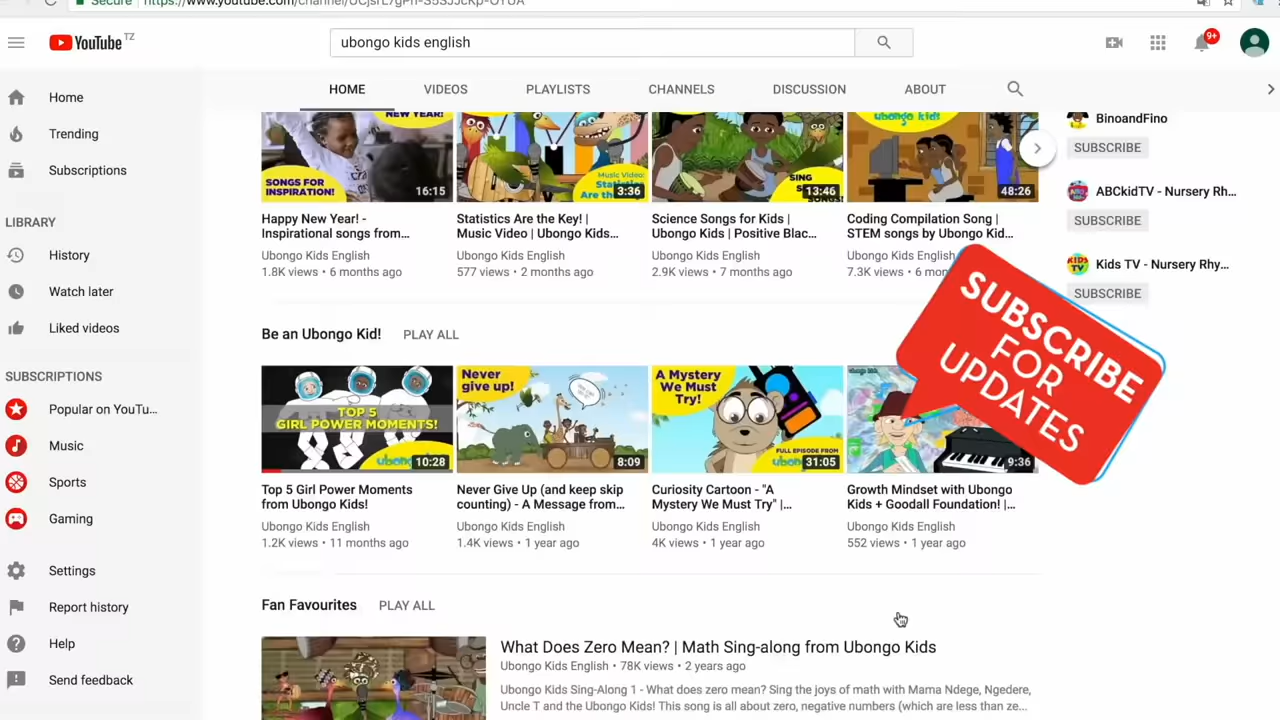 Secure
YouTube TZ
ubongo kids english
9+
HOME
VIDEOS
PLAYLISTS
CHANNELS
DISCUSSION
ABOUT
Home
Trending
Subscriptions
LIBRARY
History
Watch later
Liked videos
SUBSCRIPTIONS
Popular on YouTu...
Music
Sports
Gaming
Settings
Report history
Help
Send feedback
NEW YEAR!
SONGS FOR
INSPIRATION!
16:15
Music Video:
3:36
SING
13:46
ubongo kids
48:26
Happy New Year! -
Inspirational songs from...
Ubongo Kids English
1.8K views • 6 months ago
Statistics Are the Key! |
Music Video | Ubongo Kids...
Ubongo Kids English
577 views • 2 months ago
Science Songs for Kids |
Ubongo Kids | Positive Blac...
Ubongo Kids English
2.9K views • 7 months ago
Coding Compilation Song |
STEM songs by Ubongo Kid...
Ubongo Kids English
7.3K views • 6
BinoandFino
SUBSCRIBE
ABCkidTV - Nursery Rh...
SUBSCRIBE
Kids TV - Nursery Rhy...
SUBSCRIBE
SUBSCRIBE
FOR
UPDATES
Be an Ubongo Kid!
PLAY ALL
TOP 5
GIRL POWER MOMENTS!
10:28
Never
give up!
8:09
A Mystery
We Must
Try!
FULL EPISODE FROM
31:05
9:36
Top 5 Girl Power Moments
from Ubongo Kids!
Ubongo Kids English
1.2K views • 11 months ago
Never Give Up (and keep skip
counting) - A Message from...
Ubongo Kids English
1.4K views • 1 year ago
Curiosity Cartoon - "A
Mystery We Must Try" |...
Ubongo Kids English
4K views • 1 year ago
Growth Mindset with Ubongo
Kids + Goodall Foundation! |...
Ubongo Kids English
552 views • 1 year ago
Fan Favourites
PLAY ALL
What Does Zero Mean? | Math Sing-along from Ubongo Kids
Ubongo Kids English • 78K views • 2 years ago
Ubongo Kids Sing-Along 1 - What does zero mean? Sing the joys of math with Mama Ndege, Ngedere,
Uncle T and the Ubongo Kids! This song is all about zero, negative numbers (which are less than ze...